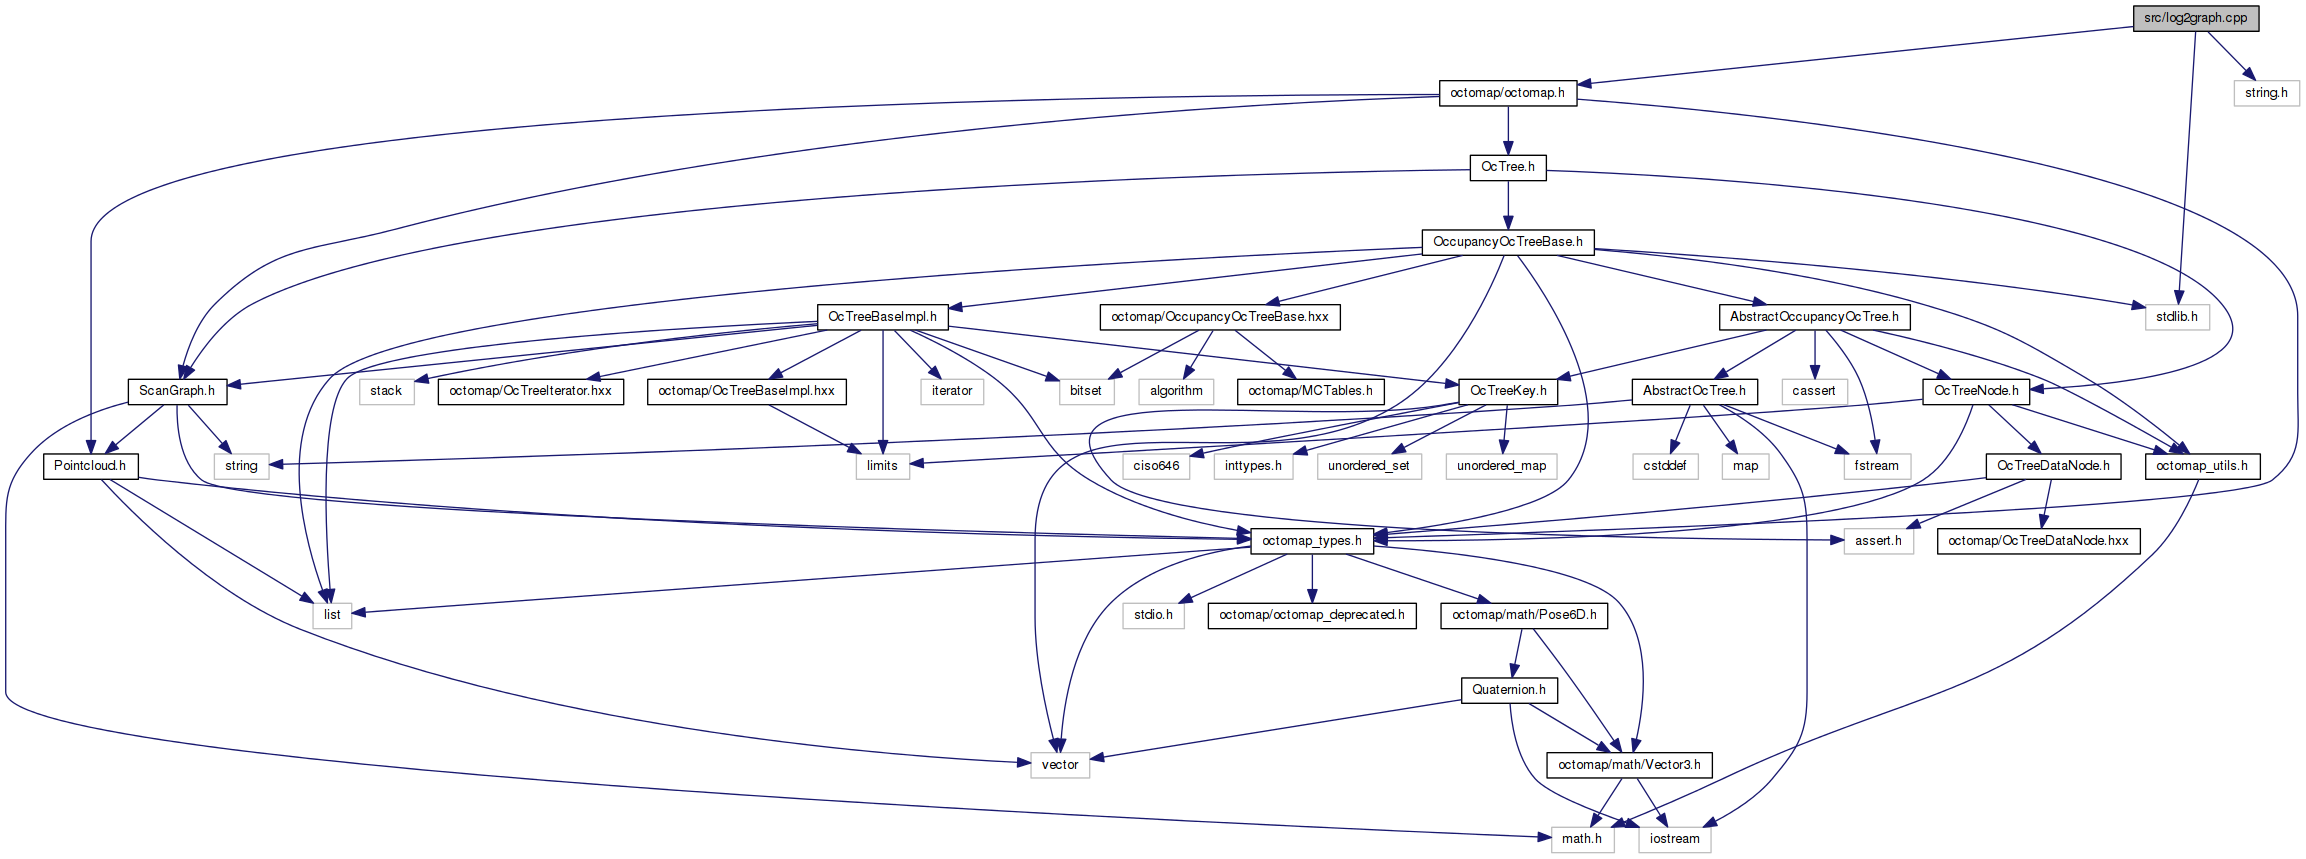 src/log2graph.cpp
octomap/octomap.h
string.h
OcTree.h
OccupancyOcTreeBase.h
OcTreeBaseImpl.h
octomap/OccupancyOcTreeBase.hxx
AbstractOccupancyOcTree.h
stdlib.h
ScanGraph.h
stack
octomap/OcTreeIterator.hxx
octomap/OcTreeBaseImpl.hxx
iterator
bitset
algorithm
octomap/MCTables.h
OcTreeKey.h
AbstractOcTree.h
cassert
OcTreeNode.h
Pointcloud.h
string
limits
ciso646
inttypes.h
unordered_set
unordered_map
cstddef
map
fstream
OcTreeDataNode.h
octomap_utils.h
octomap_types.h
assert.h
octomap/OcTreeDataNode.hxx
list
stdio.h
octomap/octomap_deprecated.h
octomap/math/Pose6D.h
Quaternion.h
vector
octomap/math/Vector3.h
math.h
iostream